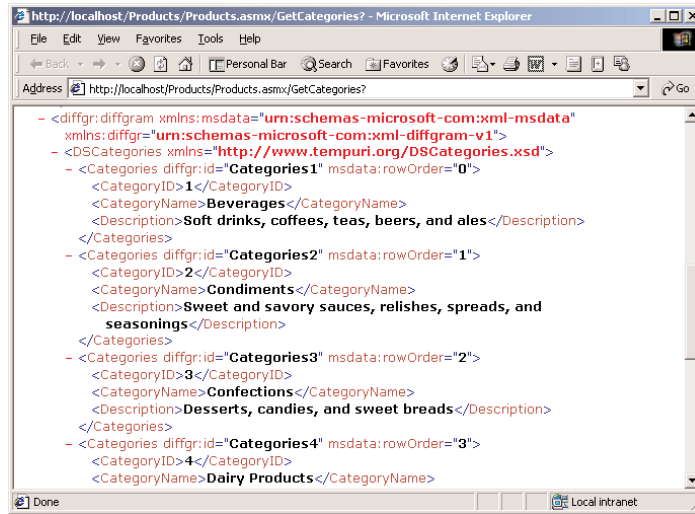 http://localhost/Products/Products.asmx/GetCategories? - Microsoft Internet Explorer
File Edit View Favorites Tools Help
Back Personal Bar Search Favorites
Address http://localhost/Products/Products.asmx/GetCategories? Go
- <diffgr:diffgram xmlns:msdata="urn:schemas-microsoft-com:xml-msdata"
xmlns:diffgr="urn:schemas-microsoft-com:xml-diffgram-v1">
- <DSCategories xmlns="http://www.tempuri.org/DSCategories.xsd">
- <Categories diffgr:id="Categories1" msdata:rowOrder="0">
<CategoryID>1</CategoryID>
<CategoryName>Beverages</CategoryName>
<Description>Soft drinks, coffees, teas, beers, and ales</Description>
</Categories>
- <Categories diffgr:id="Categories2" msdata:rowOrder="1">
<CategoryID>2</CategoryID>
<CategoryName>Condiments</CategoryName>
<Description>Sweet and savory sauces, relishes, spreads, and
seasonings</Description>
</Categories>
- <Categories diffgr:id="Categories3" msdata:rowOrder="2">
<CategoryID>3</CategoryID>
<CategoryName>Confections</CategoryName>
<Description>Desserts, candies, and sweet breads</Description>
</Categories>
- <Categories diffgr:id="Categories4" msdata:rowOrder="3">
<CategoryID>4</CategoryID>
<CategoryName>Dairy Products</CategoryName>
Done Local intranet